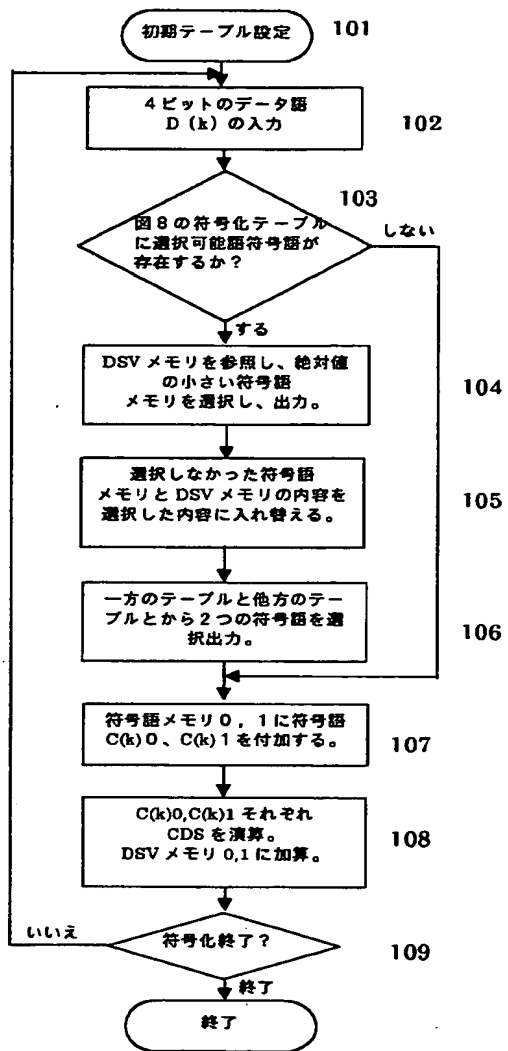 初期テーブル設定
101
4ビットのデータ語
D（k）の入力
102
103
図8の符号化テーブル
に選択可能語符号語が
存在するか？
しない
する
DSVメモリを参照し、絶対値
の小さい符号語
メモリを選択し、出力。
104
選択しなかった符号語
メモリとDSVメモリの内容を
選択した内容に入れ替える。
105
一方のテーブルと他方のテー
ブルとから2つの符号語を選
択出力。
106
符号語メモリ0，1に符号語
C(k)0、C(k)1を付加する。
107
C(k)0,C(k)1それぞれ
CDSを演算。
DSVメモリ0,1に加算。
108
いいえ
符号化終了？
109
終了
終了